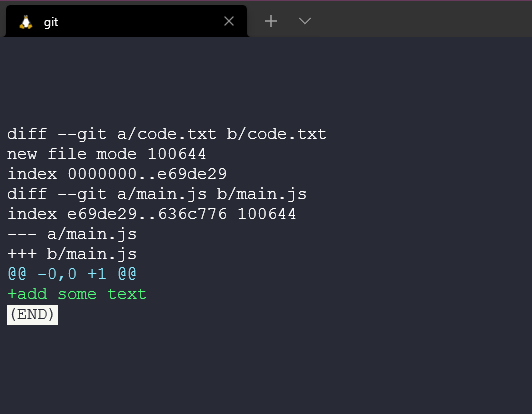 git
diff --git a/code.txt b/code.txt
new file mode 100644
index 0000000..e69de29
diff --git a/main.js b/main.js
index e69de29..636c776 100644
--- a/main.js
+++ b/main.js
@@ -0,0 +1 @@
+add some text
(END)